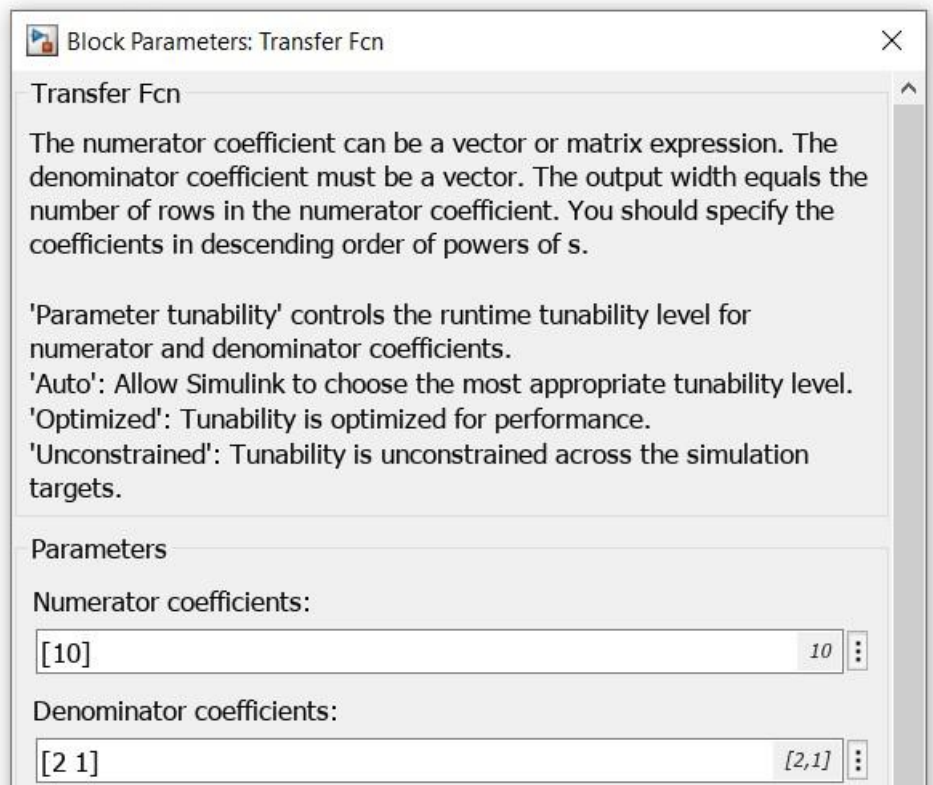 Block Parameters: Transfer Fcn
Transfer Fcn
The numerator coefficient can be a vector or matrix expression. The
denominator coefficient must be a vector. The output width equals the
number of rows in the numerator coefficient. You should specify the
coefficients in descending order of powers of s.
'Parameter tunability' controls the runtime tunability level for
numerator and denominator coefficients.
'Auto': Allow Simulink to choose the most appropriate tunability level.
'Optimized': Tunability is optimized for performance.
'Unconstrained': Tunability is unconstrained across the simulation
targets.
Parameters
Numerator coefficients:
[10] 10
Denominator coefficients:
[2 1] [2,1]